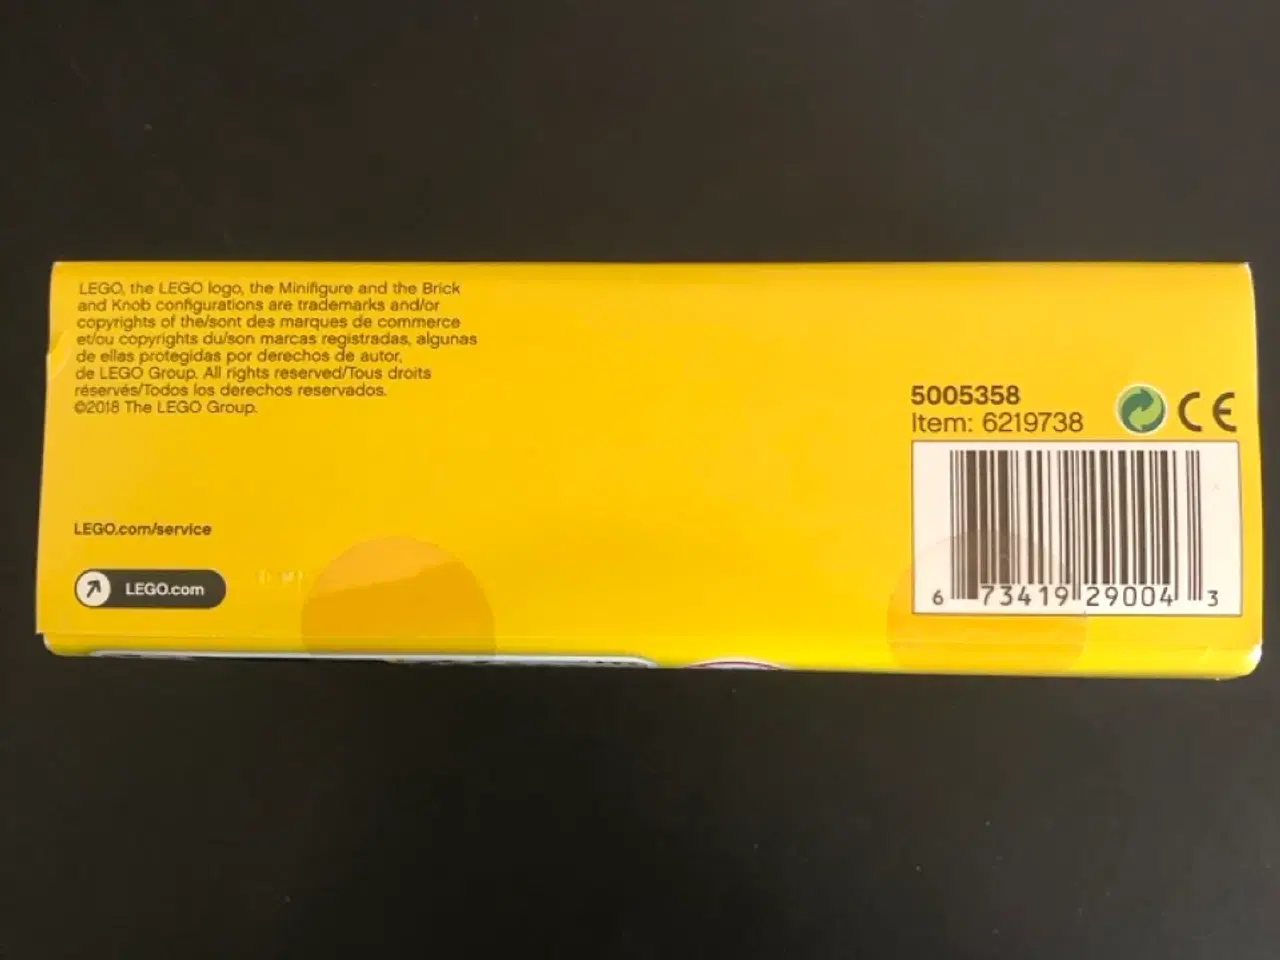 LEGO, the LEGO logo, the Minifigure and the Brick
and Knob configurations are trademarks and/or
copyrights of the/sont des marques de commerce
et/ou copyrights du/son marcas registradas, algunas
de ellas protegidas por derechos de autor,
de LEGO Group. All rights reserved/Tous droits
réservés/Todos los derechos reservados.
©2018 The LEGO Group.
LEGO.com/service
LEGO.com
5005358
Item: 6219738
CE
6 73419 29004 3